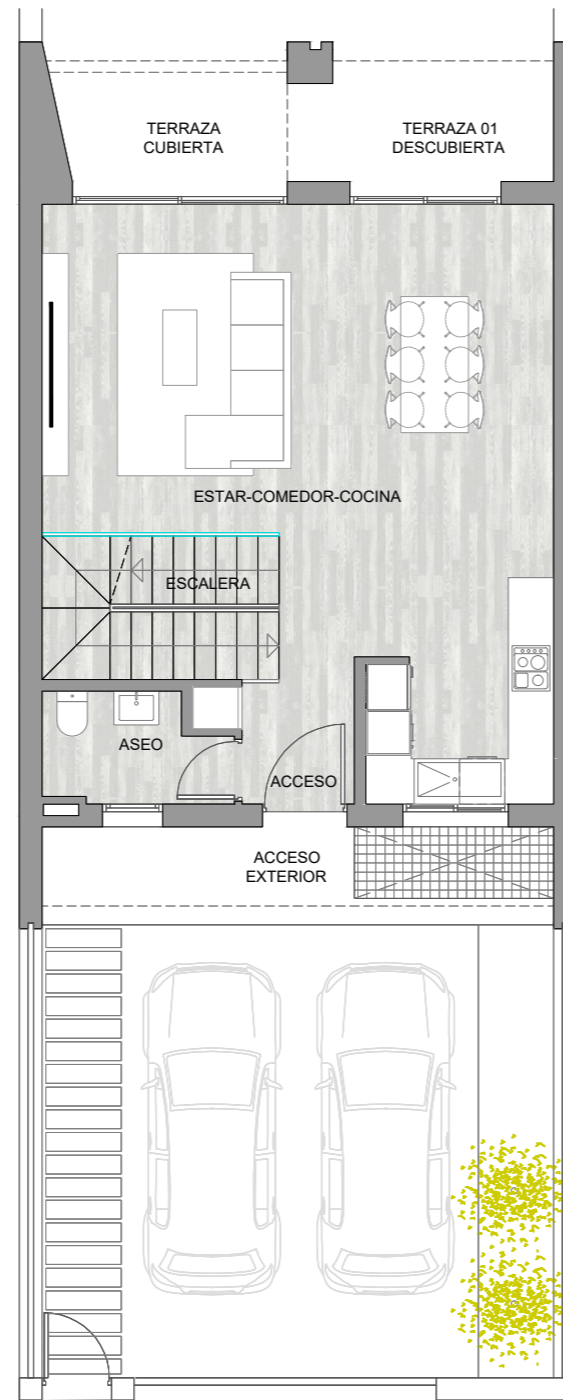 TERRAZA
CUBIERTA
TERRAZA 01
DESCUBIERTA
ESTAR-COMEDOR-COCINA
ESCALERA
ASEO
ACCESO
ACCESO
EXTERIOR